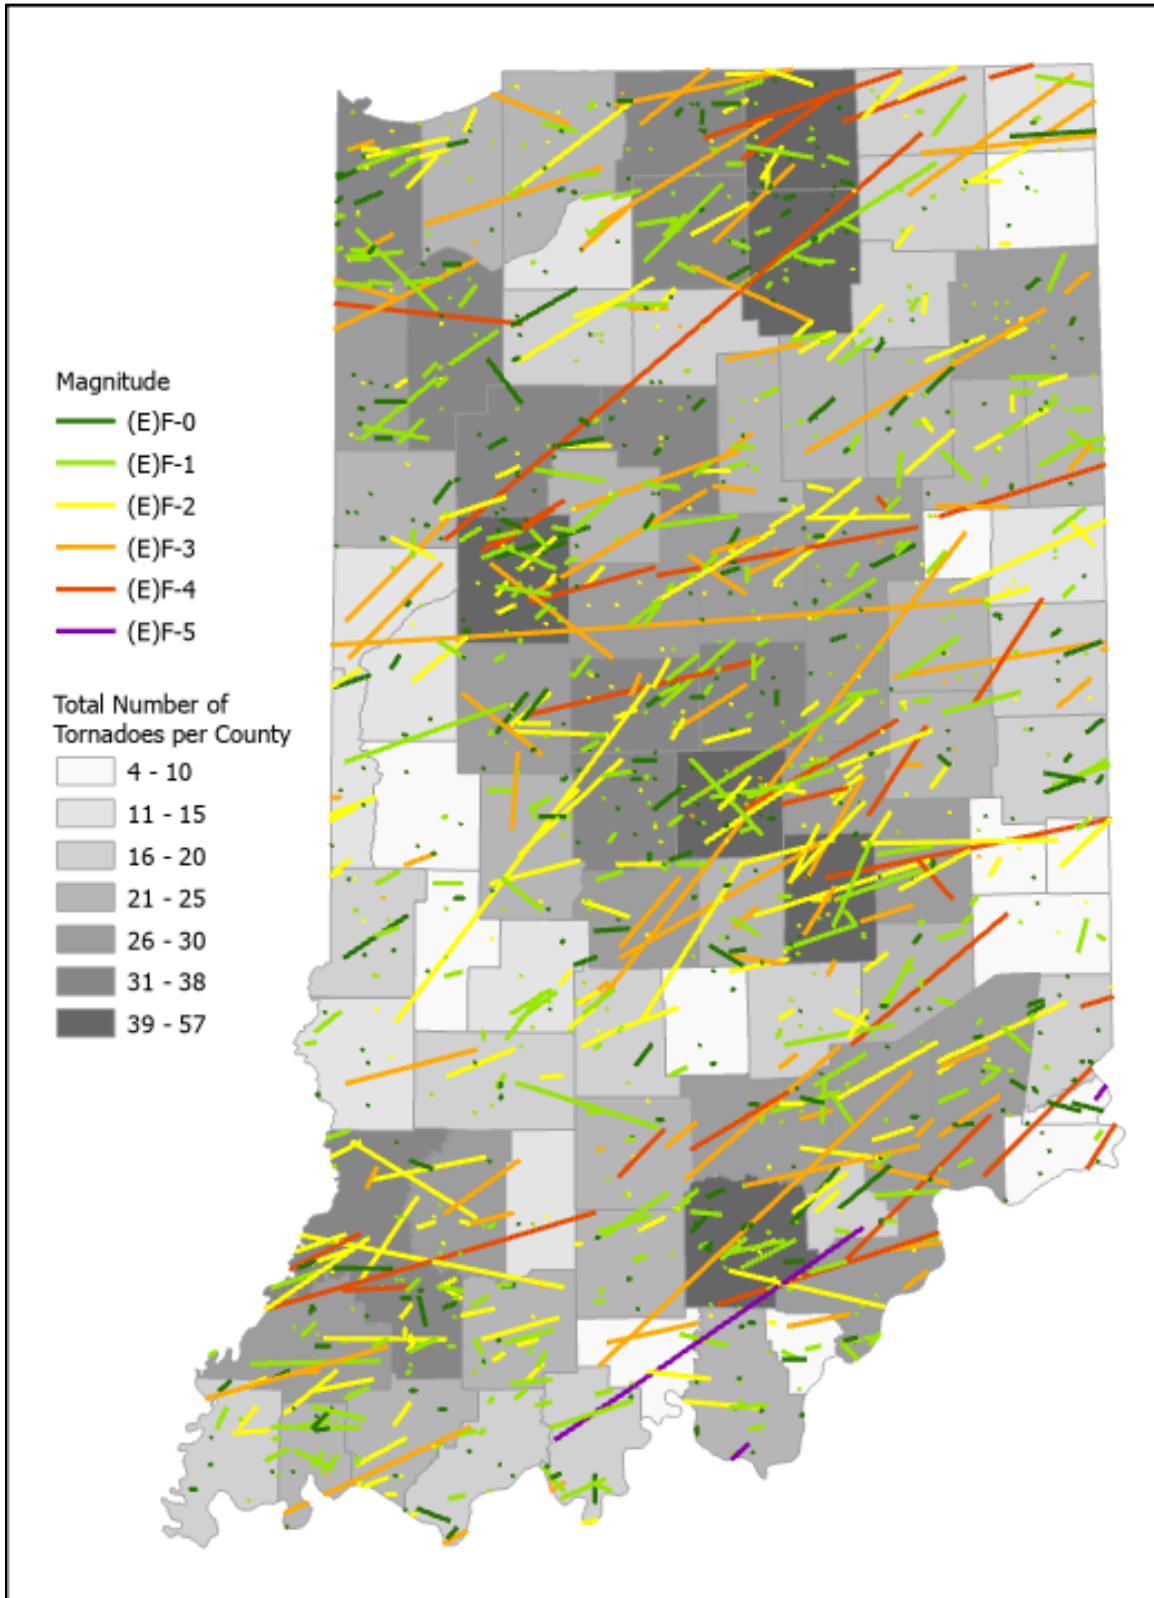 Magnitude
(E)F-0
(E)F-1
(E)F-2
(E)F-3
(E)F-4
(E)F-5
Total Number of
Tornadoes per County
4 - 10
11 - 15
16 - 20
21 - 25
26 - 30
31 - 38
39 - 57